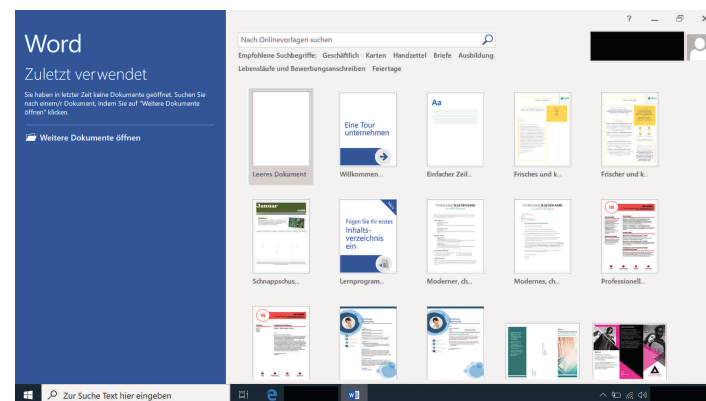 Word
Zuletzt verwendet
Sie haben in letzter Zeit keine Dokumente geöffnet. Suchen Sie
nach einem/r Dokument, indem Sie auf "Weitere Dokumente
öffnen" klicken.
Weitere Dokumente öffnen
?
Nach Onlinevorlagen suchen
Empfohlene Suchbegriffe: Geschäftlich Karten Handzettel Briefe Ausbildung
Lebensläufe und Bewerbungsanschreiben Feiertage
Eine Tour
unternehmen
Aa
Leeres Dokument
Willkommen...
Einfacher Zeil...
Frisches und k...
Frischer und k...
Januar
Fügen Sie Ihr erstes
Inhalts-
verzeichnis
ein
Schnappschus...
Lernprogram...
Moderner, ch...
Modernes, ch...
Professionell...
Zur Suche Text hier eingeben